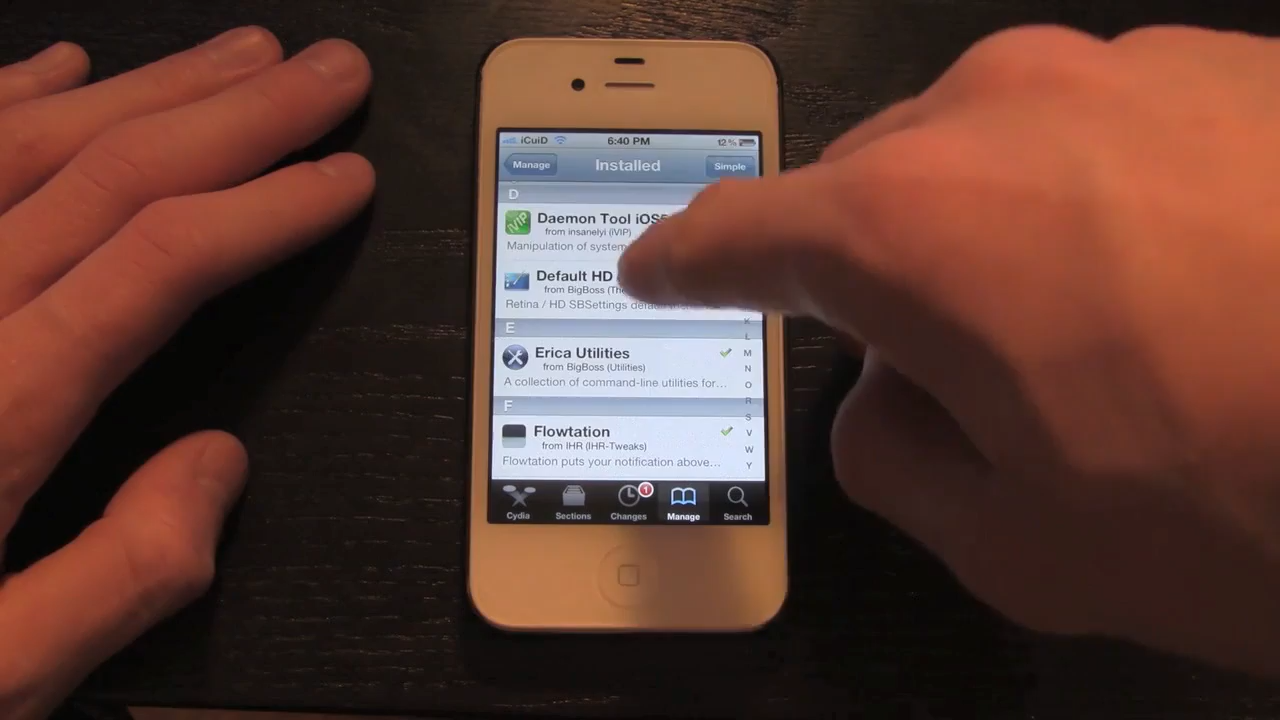 iCuiD 6:40 PM 12%
Manage Installed Simple
D
Daemon Tool iOS5
from insanelyi (iVIP)
Manipulation of system
Default HD
from BigBoss
Retina / HD SBSettings
E
Erica Utilities
from BigBoss (Utilities)
A collection of command-line utilities for...
F
Flowtation
from IHR (IHR-Tweaks)
Flowtation puts your notification above...
K
L
M
N
O
R
S
V
W
Y
1
Cydia Sections Changes Manage Search